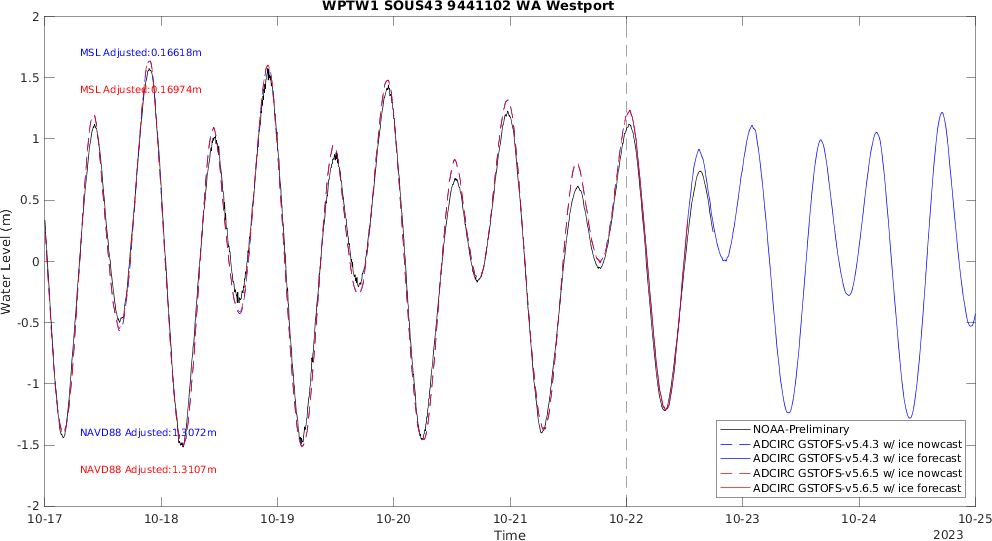 WPTW1 SOUS43 9441102 WA Westport
2
MSL Adjusted:0.16618m
1.5
MSL Adjusted:0.16974m
1
0.5
0
Water Level (m)
-0.5
-1
NAVD88 Adjusted:1.3072m
-1.5
NAVD88 Adjusted:1.3107m
-2
NOAA-Preliminary
ADCIRC GSTOFS-v5.4.3 w/ ice nowcast
ADCIRC GSTOFS-v5.4.3 w/ ice forecast
ADCIRC GSTOFS-v5.6.5 w/ ice nowcast
ADCIRC GSTOFS-v5.6.5 w/ ice forecast
10-17 10-18 10-19 10-20 10-21 10-22 10-23 10-24 10-25
Time
2023